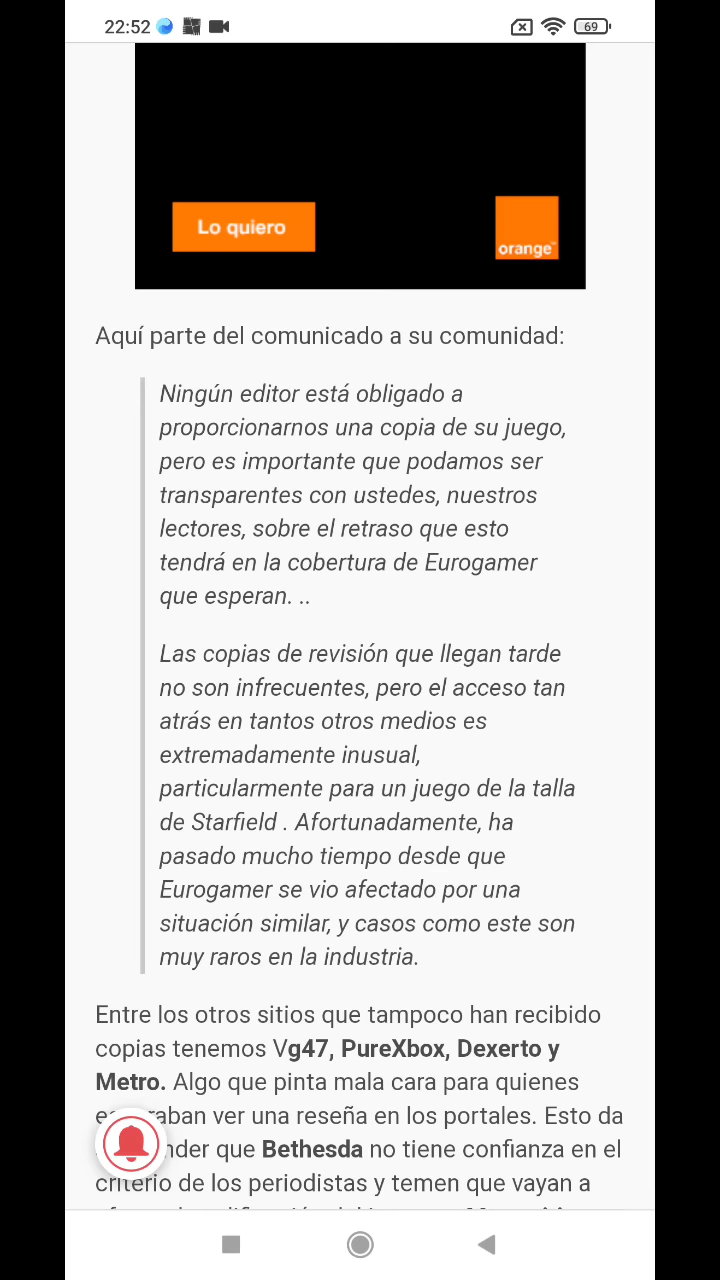 22:52
69
Lo quiero
orange™
Aquí parte del comunicado a su comunidad:
Ningún editor está obligado a
proporcionarnos una copia de su juego,
pero es importante que podamos ser
transparentes con ustedes, nuestros
lectores, sobre el retraso que esto
tendrá en la cobertura de Eurogamer
que esperan. ..
Las copias de revisión que llegan tarde
no son infrecuentes, pero el acceso tan
atrás en tantos otros medios es
extremadamente inusual,
particularmente para un juego de la talla
de Starfield . Afortunadamente, ha
pasado mucho tiempo desde que
Eurogamer se vio afectado por una
situación similar, y casos como este son
muy raros en la industria.
Entre los otros sitios que tampoco han recibido
copias tenemos Vg47, PureXbox, Dexerto y
Metro. Algo que pinta mala cara para quienes
ver una reseña en los portales. Esto da
que Bethesda no tiene confianza en el
criterio de los periodistas y temen que vayan a